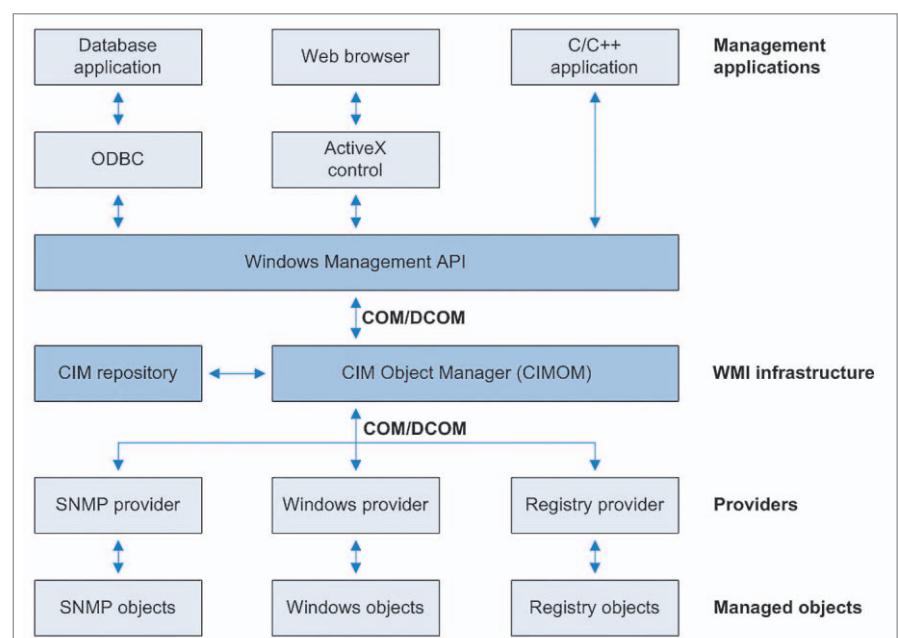 Database
application
Web browser
C/C++
application
Management
applications
ODBC
ActiveX
control
Windows Management API
COM/DCOM
CIM repository
CIM Object Manager (CIMOM)
WMI infrastructure
COM/DCOM
SNMP provider
Windows provider
Registry provider
Providers
SNMP objects
Windows objects
Registry objects
Managed objects